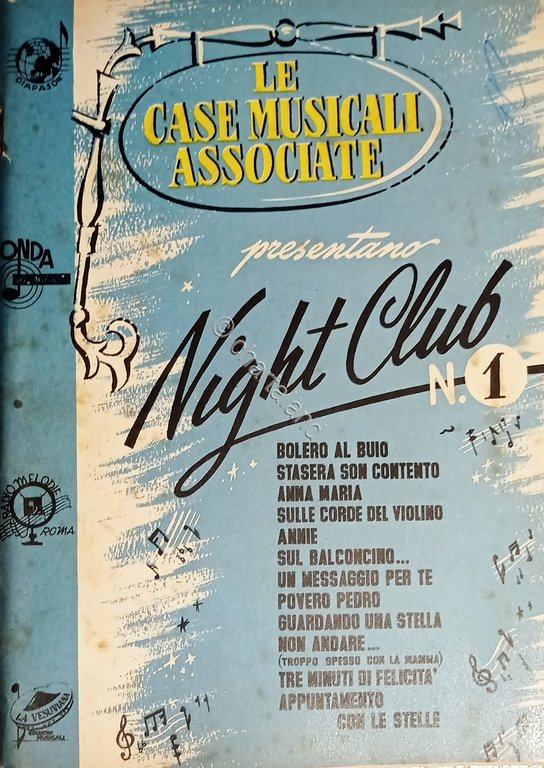 DIAPASON
LE
CASE MUSICALI
ASSOCIATE
presentano
ONDA
Night Club
N. 1
RADIO MELODIE
ROMA
BOLERO AL BUIO
STASERA SON CONTENTO
ANNA MARIA
SULLE CORDE DEL VIOLINO
ANNIE
SUL BALCONCINO...
UN MESSAGGIO PER TE
POVERO PEDRO
GUARDANDO UNA STELLA
NON ANDARE...
(TROPPO SPESSO CON LA MAMMA)
TRE MINUTI DI FELICITA'
APPUNTAMENTO
CON LE STELLE
LA VESUVIANA
EDIZIONI MUSICALI